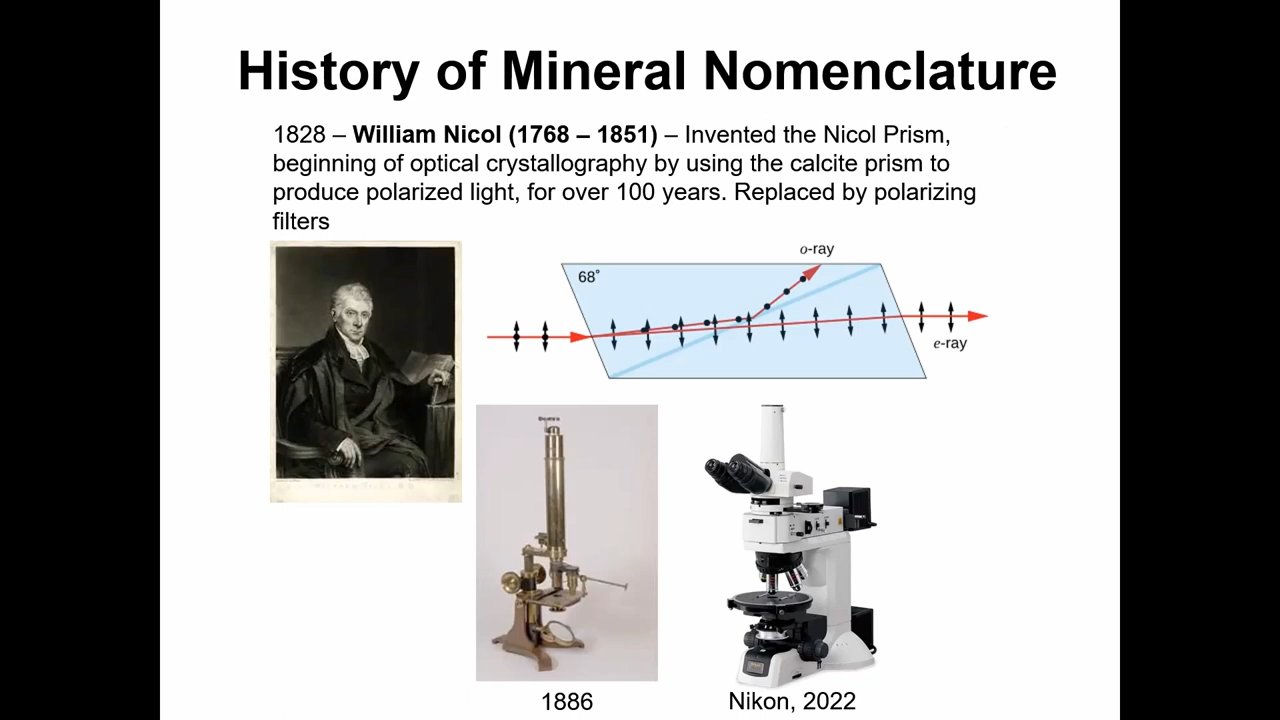 History of Mineral Nomenclature
1828 – William Nicol (1768 – 1851) – Invented the Nicol Prism,
beginning of optical crystallography by using the calcite prism to
produce polarized light, for over 100 years. Replaced by polarizing
filters
o-ray
68°
e-ray
1886
Nikon, 2022